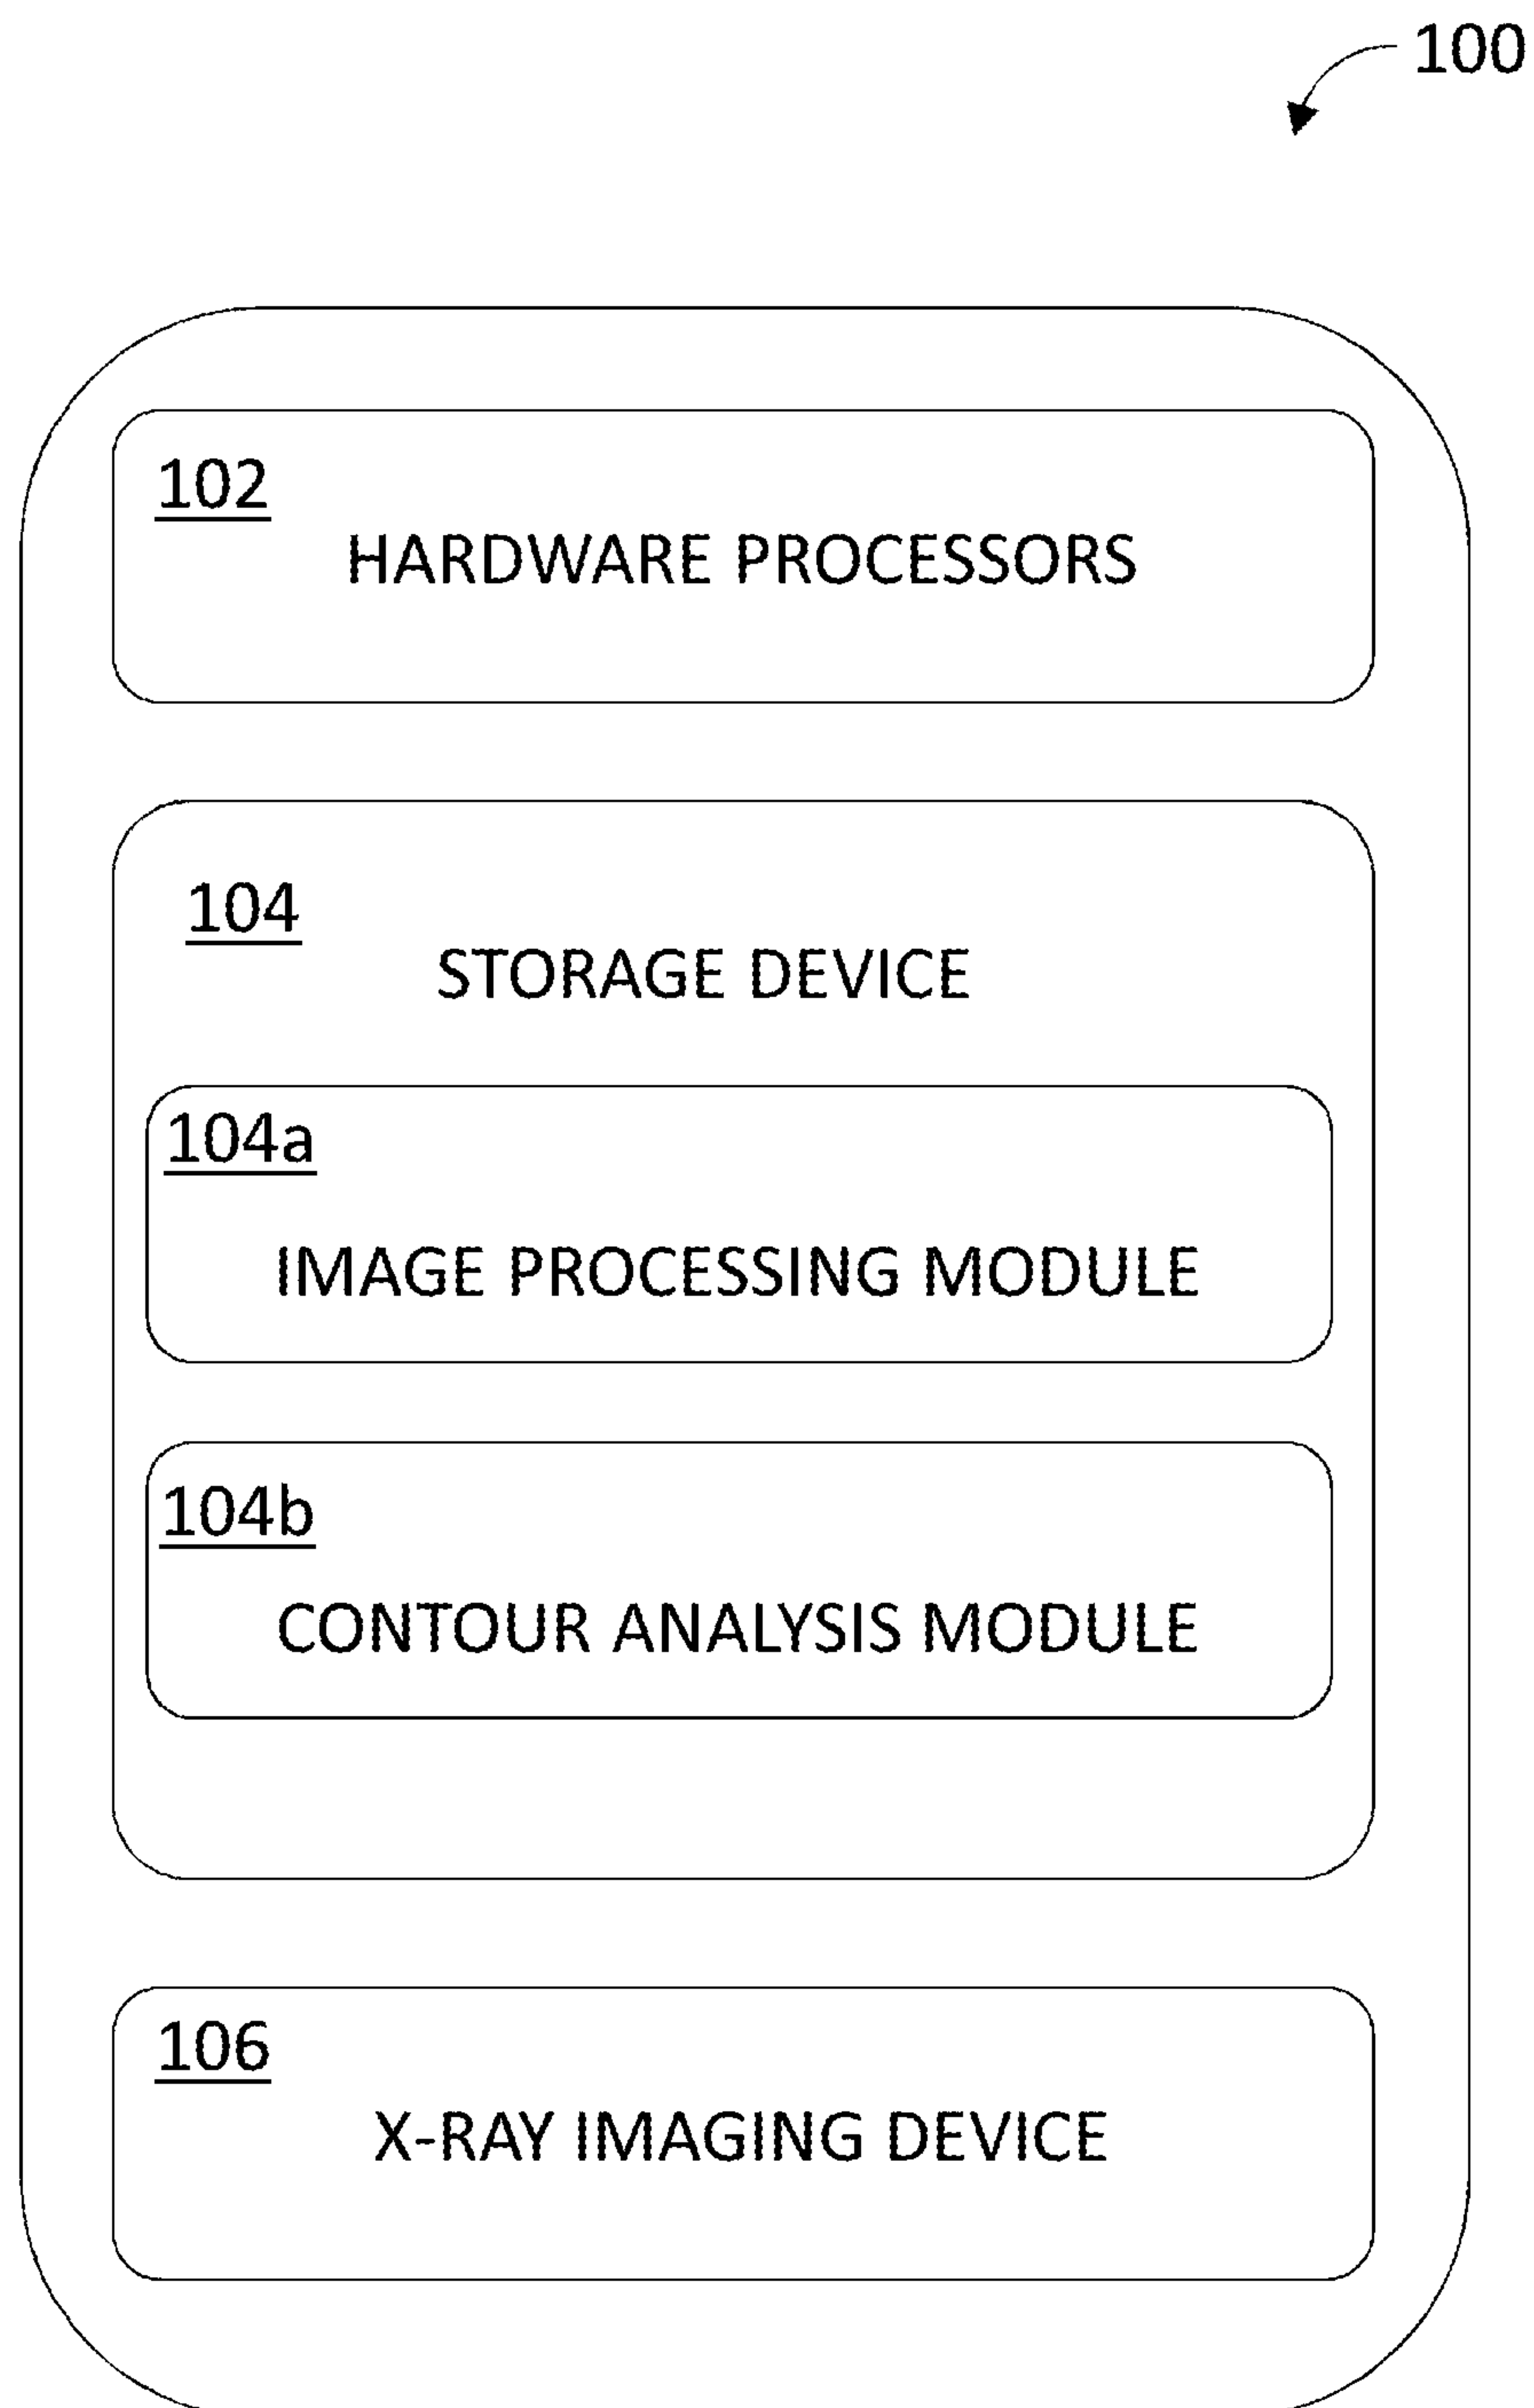 100
102
HARDWARE PROCESSORS
104
STORAGE DEVICE
104a
IMAGE PROCESSING MODULE
104b
CONTOUR ANALYSIS MODULE
106
X-RAY IMAGING DEVICE